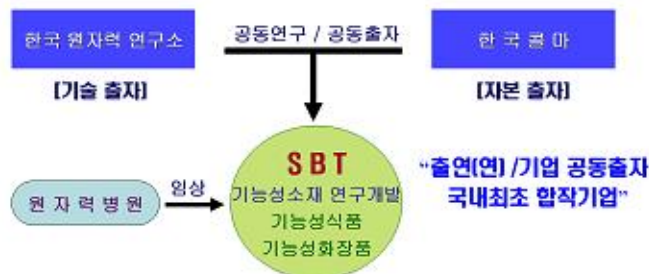 한국 원자력 연구소
공동연구 / 공동출자
한 국 콜 마
[기술 출자]
[자본 출자]
SBT
기능성소재 연구개발
기능성식품
기능성화장품
원 자 력 병 원
임상
“출연(연) /기업 공동출자
국내최초 합작기업”